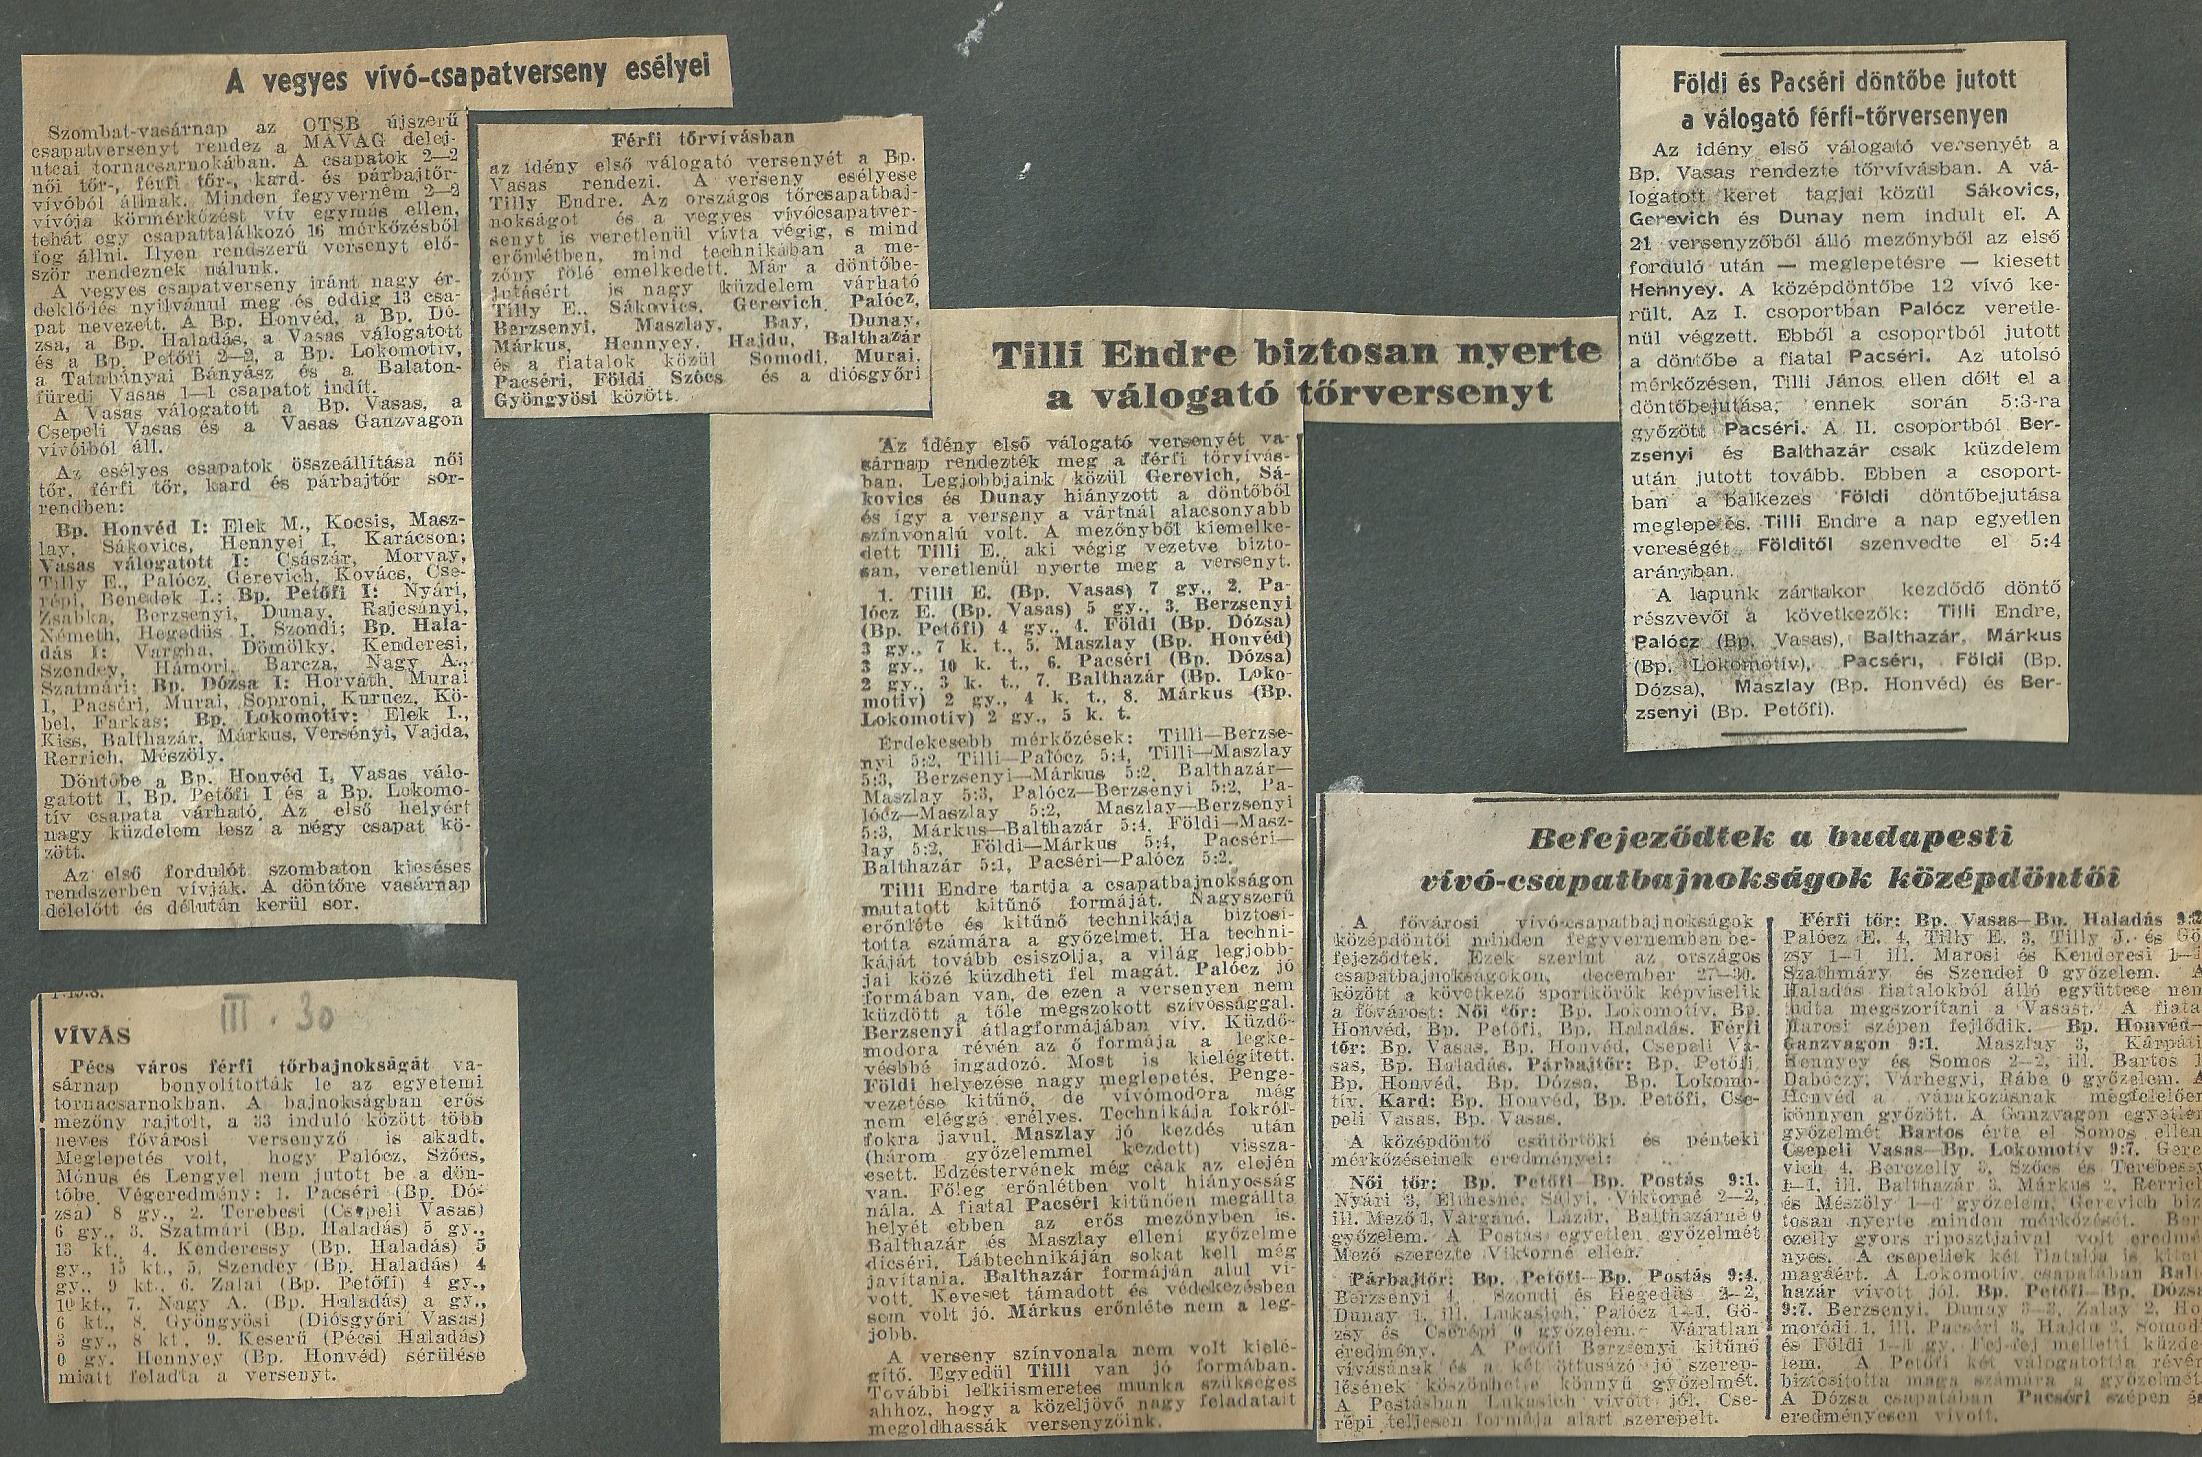 A vegyes vívó-csapatverseny esélyei
Szombat-vasárnap az OTSB újszerű
csapatversenyt rendez a MÁVAG delej-
utcai tornacsarnokában. A csapatok 2—2
női tőr-, férfi tőr-, kard- és párbajtőr-
vívóból állnak. Minden fegyvernem 2—2
vívója körmérkőzést vív egymás ellen,
tehát egy csapattalálkozó 16 mérkőzésből
fog állni. Ilyen rendszerű versenyt elő-
ször rendeznek nálunk.
A vegyes csapatverseny iránt nagy ér-
deklődés nyilvánul meg és eddig 13 csa-
pat nevezett. A Bp. Honvéd, a Bp. Dó-
zsa, a Bp. Haladás, a Vasas válogatott
és a Bp. Petőfi 2—2, a Bp. Lokomotív,
a Tatabányai Bányász és a Balaton-
füredi Vasas 1—1 csapatot indít.
A Vasas válogatott a Bp. Vasas, a
Csepeli Vasas és a Vasas Ganzvagon
vívóiból áll.
Az esélyes csapatok összeállítása női
tőr, férfi tőr, kard és párbajtőr sor-
rendben:
Bp. Honvéd I: Elek M., Kocsis, Masz-
lay, Sákovics, Hennyei I, Karácson;
Vasas válogatott I: Császár, Morvay,
Tilly E., Palócz, Gerevich, Kovács, Cse-
répi, Benedek I.; Bp. Petőfi I: Nyári,
Zsabka, Berzsenyi, Dunay, Rajcsányi,
Németh, Hegedüs I, Szondi; Bp. Hala-
dás I: Vargha, Dömölky, Kenderesi,
Szendey, Hámori, Barcza, Nagy A.,
Szatmári; Bp. Dózsa I: Horváth, Murai
I, Pacséri, Murai, Soproni, Kurucz, Kö-
bel, Farkas; Bp. Lokomotív: Elek I.,
Kiss, Balthazár, Márkus, Versényi, Vajda,
Rerrich, Mészöly.
Döntőbe a Bp. Honvéd I, Vasas válo-
gatott I, Bp. Petőfi I és a Bp. Lokomo-
tív csapata várható. Az első helyért
nagy küzdelem lesz a négy csapat kö-
zött.
Az első fordulót szombaton kieséses
rendszerben vívják. A döntőre vasárnap
délelőtt és délután kerül sor.
III. 30
VÍVÁS
Pécs város férfi tőrbajnokságát va-
sárnap bonyolították le az egyetemi
tornacsarnokban. A bajnokságban erős
mezőny rajtolt, a 33 induló között több
neves fővárosi versenyző is akadt.
Meglepetés volt, hogy Palócz, Szőcs,
Mónus és Lengyel nem jutott be a dön-
tőbe. Végeredmény: 1. Pacséri (Bp. Dó-
zsa) 8 gy., 2. Terebesi (Csepeli Vasas)
6 gy., 3. Szatmári (Bp. Haladás) 5 gy.,
13 kt., 4. Kenderessy (Bp. Haladás) 5
gy., 15 kt., 5. Szendey (Bp. Haladás) 4
gy., 9 kt., 6. Zalai (Bp. Petőfi) 4 gy.,
10 kt., 7. Nagy A. (Bp. Haladás) a gy.,
6 kt., 8. Gyöngyösi (Diósgyőri Vasas)
3 gy., 8 kt., 9. Keserű (Pécsi Haladás)
0 gy. Hennyey (Bp. Honvéd) sérülése
miatt feladta a versenyt.
Férfi tőrvívásban
az idény első válogató versenyét a Bp.
Vasas rendezi. A verseny esélyese
Tilly Endre. Az országos tőrcsapatbaj-
nokságot és a vegyes vívócsapatver-
senyt is veretlenül vívta végig, s mind
erőnlétben, mind technikában a me-
zőny fölé emelkedett. Már a döntőbe-
jutásért is nagy küzdelem várható
Tilly E., Sákovics, Gerevich, Palócz,
Berzsenyi, Maszlay, Bay, Dunay,
Márkus, Hennyey, Hajdu, Balthazár
és a fiatalok közül Somodi, Murai,
Pacséri, Földi Szőcs és a diósgyőri
Gyöngyösi között.
Tilli Endre biztosan nyerte
a válogató tőrversenyt
Az idény első válogató versenyét va-
sárnap rendezték meg a férfi tőrvívás-
ban. Legjobbjaink közül Gerevich, Sá-
kovics és Dunay hiányzott a döntőből
és így a verseny a vártnál alacsonyabb
színvonalú volt. A mezőnyből kiemelke-
dett Tilli E., aki végig vezetve bizto-
san, veretlenül nyerte meg a versenyt.
1. Tilli E. (Bp. Vasas) 7 gy., 2. Pa-
lócz E. (Bp. Vasas) 5 gy., 3. Berzsenyi
(Bp. Petőfi) 4 gy., 4. Földi (Bp. Dózsa)
3 gy., 7 k. t., 5. Maszlay (Bp. Honvéd)
3 gy., 10 k. t., 6. Pacséri (Bp. Dózsa)
2 gy., 3 k. t., 7. Balthazár (Bp. Loko-
motív) 2 gy., 4 k. t., 8. Márkus (Bp.
Lokomotív) 2 gy., 5 k. t.
Érdekesebb mérkőzések: Tilli—Berzse-
nyi 5:2, Tilli—Palócz 5:4, Tilli—Maszlay
5:3, Berzsenyi—Márkus 5:2, Balthazár—
Maszlay 5:3, Palócz—Berzsenyi 5:2, Pa-
lócz—Maszlay 5:2, Maszlay—Berzsenyi
5:3, Márkus—Balthazár 5:4, Földi—Masz-
lay 5:2, Földi—Márkus 5:4, Pacséri—
Balthazár 5:1, Pacséri—Palócz 5:2.
Tilli Endre tartja a csapatbajnokságon
mutatott kitűnő formáját. Nagyszerű
erőnléte és kitűnő technikája biztosí-
totta számára a győzelmet. Ha techni-
káját tovább csiszolja, a világ legjobb-
jai közé küzdheti fel magát. Palócz jó
formában van, de ezen a versenyen nem
küzdött a tőle megszokott szívóssággal.
Berzsenyi átlagformájában vív. Küzdő-
modora révén az ő formája a legke-
vésbbé ingadozó. Most is kielégített.
Földi helyezése nagy meglepetés. Penge-
vezetése kitűnő, de vívómodora még
nem eléggé erélyes. Technikája fokról-
fokra javul. Maszlay jó kezdés után
(három győzelemmel kezdett) vissza-
esett. Edzéstervének még csak az elején
van. Főleg erőnlétben volt hiányosság
nála. A fiatal Pacséri kitűnően megállta
helyét ebben az erős mezőnyben is.
Balthazár és Maszlay elleni győzelme
dicséri. Lábtechnikáján sokat kell még
javítania. Balthazár formáján alul ví-
vott. Keveset támadott és védekezésben
sem volt jó. Márkus erőnléte nem a leg-
jobb.
A verseny színvonala nem volt kielé-
gítő. Egyedül Tilli van jó formában.
További lelkiismeretes munka szükséges
ahhoz, hogy a közeljövő nagy feladatait
megoldhassák versenyzőink.
Földi és Pacséri döntőbe jutott
a válogató férfi-tőrversenyen
Az idény első válogató versenyét a
Bp. Vasas rendezte tőrvívásban. A vá-
logatott keret tagjai közül Sákovics,
Gerevich és Dunay nem indult el. A
21 versenyzőből álló mezőnyből az első
forduló után — meglepetésre — kiesett
Hennyey. A középdöntőbe 12 vívó ke-
rült. Az I. csoportban Palócz veretle-
nül végzett. Ebből a csoportból jutott
a döntőbe a fiatal Pacséri. Az utolsó
mérkőzésen, Tilli János ellen dőlt el a
döntőbejutása, ennek során 5:3-ra
győzött Pacséri. A II. csoportból Ber-
zsenyi és Balthazár csak küzdelem
után jutott tovább. Ebben a csoport-
ban a balkezes Földi döntőbejutása
meglepetés. Tilli Endre a nap egyetlen
vereségét Földitől szenvedte el 5:4
arányban.
A lapunk zártakor kezdődő döntő
részvevői a következők: Tilli Endre,
Palócz (Bp. Vasas), Balthazár, Márkus
(Bp. Lokomotív), Pacséri, Földi (Bp.
Dózsa), Maszlay (Bp. Honvéd) és Ber-
zsenyi (Bp. Petőfi).
Befejeződtek a budapesti
vívó-csapatbajnokságok középdöntői
A fővárosi vívó-csapatbajnokságok
középdöntői minden fegyvernemben be-
fejeződtek. Ezek szerint az országos
csapatbajnokságokon, december 27—30.
között a következő sportkörök képviselik
a fővárost: Női tőr: Bp. Lokomotív, Bp.
Honvéd, Bp. Petőfi, Bp. Haladás. Férfi
tőr: Bp. Vasas, Bp. Honvéd, Csepeli Va-
sas, Bp. Haladás. Párbajtőr: Bp. Petőfi,
Bp. Honvéd, Bp. Dózsa, Bp. Lokomo-
tív. Kard: Bp. Honvéd, Bp. Petőfi, Cse-
peli Vasas, Bp. Vasas.
A középdöntő csütörtöki és pénteki
mérkőzéseinek eredményei:
Női tőr: Bp. Petőfi—Bp. Postás 9:1.
Nyári 3, Elthesné, Sályi, Viktorné 2—2,
ill. Mező 1, Vargáné, Lázár, Balthazárné 0
győzelem. A Postás egyetlen győzelmét
Mező szerezte Viktorné ellen.
Párbajtőr: Bp. Petőfi—Bp. Postás 9:4.
Berzsenyi 4, Szondi és Hegedüs 2—2,
Dunay 1, ill. Lukasich, Palócz 1—1, Gö-
zsy és Cserépi 0 győzelem. — Váratlan
eredmény. A Petőfi Berzsenyi kitűnő
vívásának és a két öttusázó jó szerep-
lésének köszönhette könnyű győzelmét.
A Postásban Lukasich vívott jól, Cse-
répi teljesen formája alatt szerepelt.
Férfi tőr: Bp. Vasas—Bp. Haladás 9:2
Palócz E. 4, Tilly E. 3, Tilly J. és Gö
zsy 1—1 ill. Marosi és Kenderesi 1—1
Szathmáry és Szendei 0 győzelem. A
Haladás fiatalokból álló együttese nem
tudta megszorítani a Vasast. A fiata
Marosi szépen fejlődik. Bp. Honvéd—
Ganzvagon 9:1. Maszlay 3, Kárpáti
Hennyey és Somos 2—2, ill. Bartos 1
Dabóczy, Várhegyi, Rába 0 győzelem. A
Honvéd a várakozásnak megfelelően
könnyen győzött. A Ganzvagon egyetlen
győzelmét Bartos érte el Somos ellen
Csepeli Vasas—Bp. Lokomotív 9:7. Gere
vich 4, Berczelly 3, Szőcs és Terebessy
1—1, ill. Balthazár 3, Márkus 2, Rerrich
és Mészöly 1—1 győzelem. Gerevich biz
tosan nyerte minden mérkőzését. Ber
czelly gyors riposztjaival volt eredmé
nyes. A csepeliek két fiatalja is kitett
magáért. A Lokomotív csapatában Balt
hazár vívott jól. Bp. Petőfi—Bp. Dózsa
9:7. Berzsenyi, Dunay 3—3, Zalay 2, Ho
moródi 1, ill. Pacséri 3, Hajdu 2, Somod
és Földi 1—1 gy. Fej-fej melletti küzde
lem. A Petőfi két válogatottja révén
biztosította maga számára a győzelmet.
A Dózsa csapatában Pacséri szépen és
eredményesen vívott.